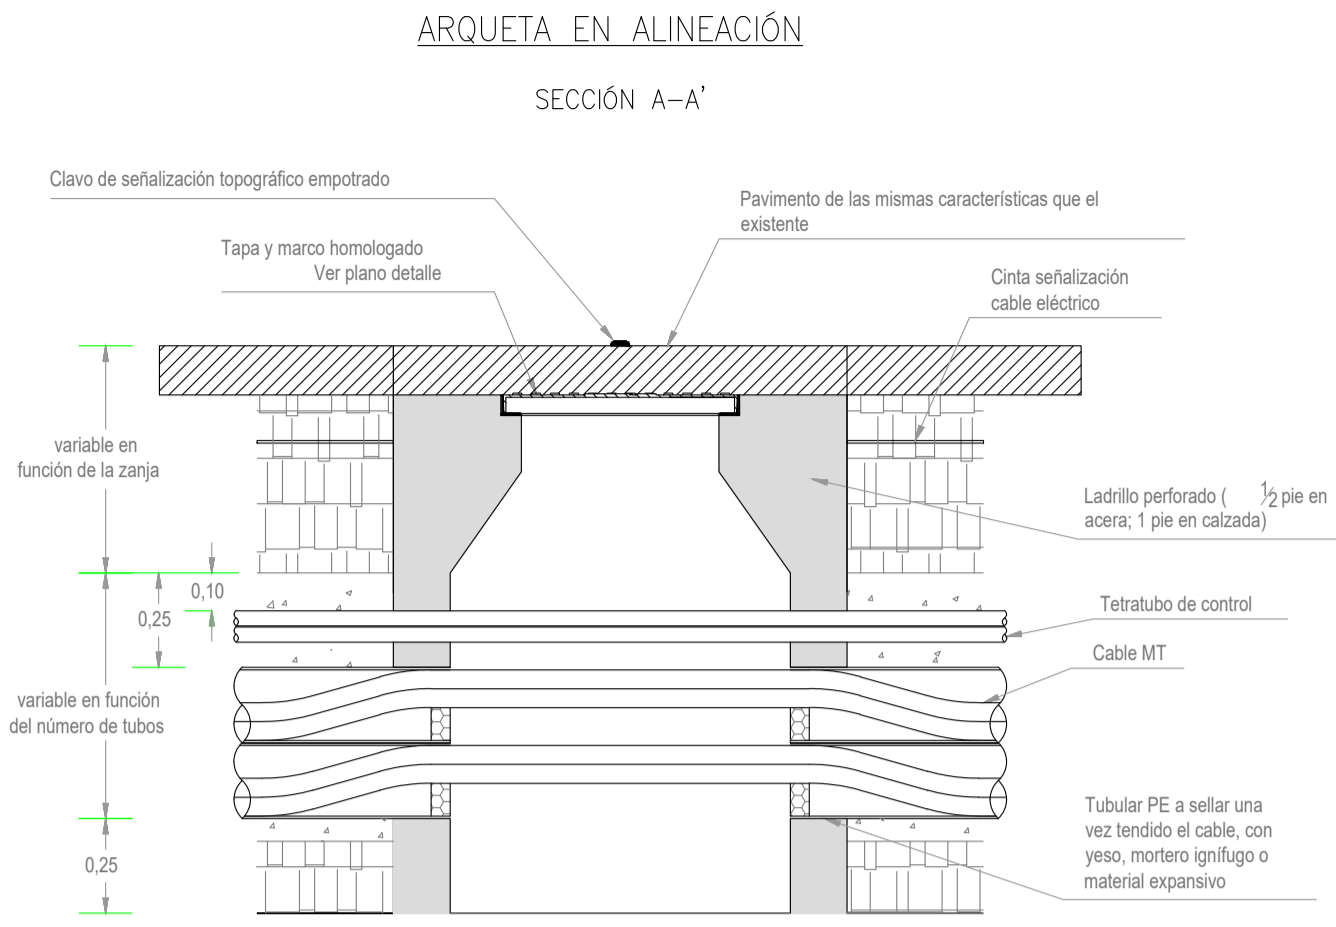 ARQUETA EN ALINEACIÓN
SECCIÓN A-A'
Clavo de señalización topográfico empotrado
Pavimento de las mismas características que el
existente
Tapa y marco homologado
Ver plano detalle
Cinta señalización
cable eléctrico
variable en
función de la zanja
Ladrillo perforado ( 1/2 pie en
acera; 1 pie en calzada)
0,10
0,25
Tetratubo de control
Cable MT
variable en función
del número de tubos
Tubular PE a sellar una
vez tendido el cable, con
yeso, mortero ignífugo o
material expansivo
0,25